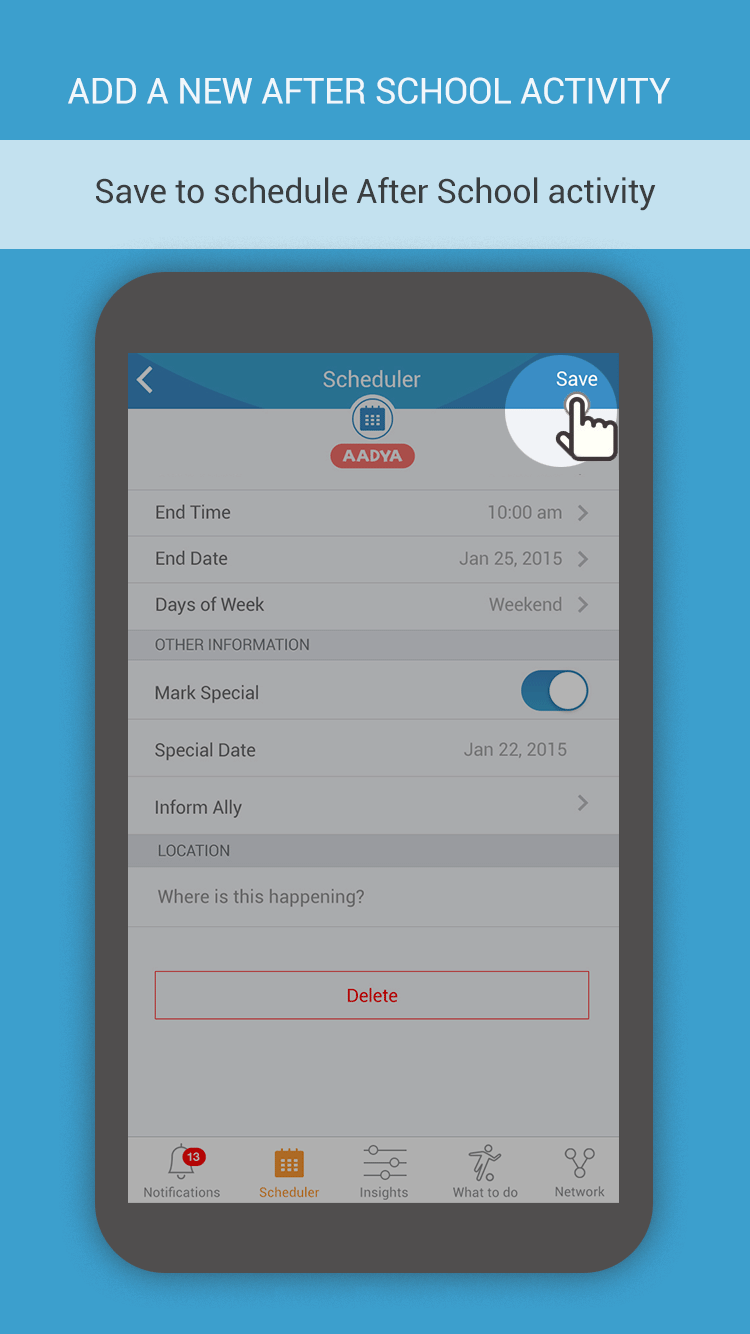 ADD A NEW AFTER SCHOOL ACTIVITY
Save to schedule After School activity
Scheduler
Save
AADYA
End Time 10:00 am
End Date Jan 25, 2015
Days of Week Weekend
OTHER INFORMATION
Mark Special
Special Date Jan 22, 2015
Inform Ally
LOCATION
Where is this happening?
Delete
13
Notifications Scheduler Insights What to do Network